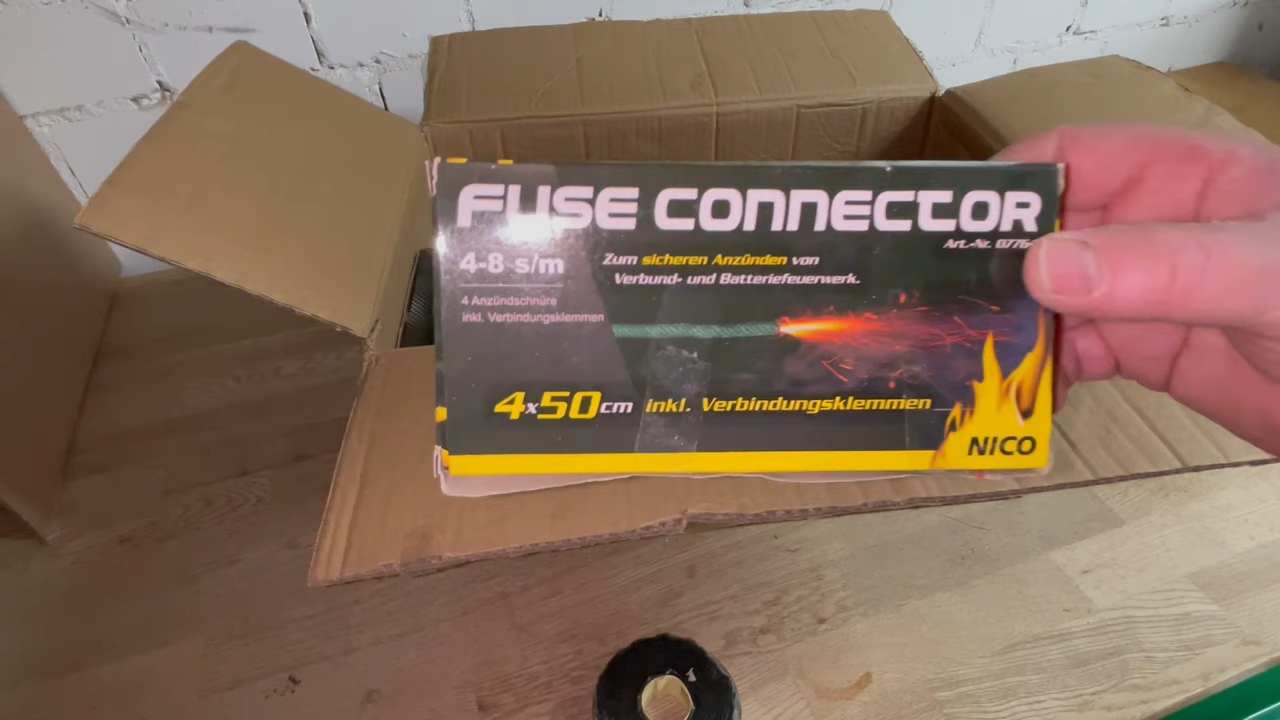 FUSE CONNECTOR
Art.-Nr. 0776
4-8 s/m
Zum sicheren Anzünden von
Verbund- und Batteriefeuerwerk.
4 Anzündschnüre
inkl. Verbindungsklemmen
4x50cm inkl. Verbindungsklemmen
NICO